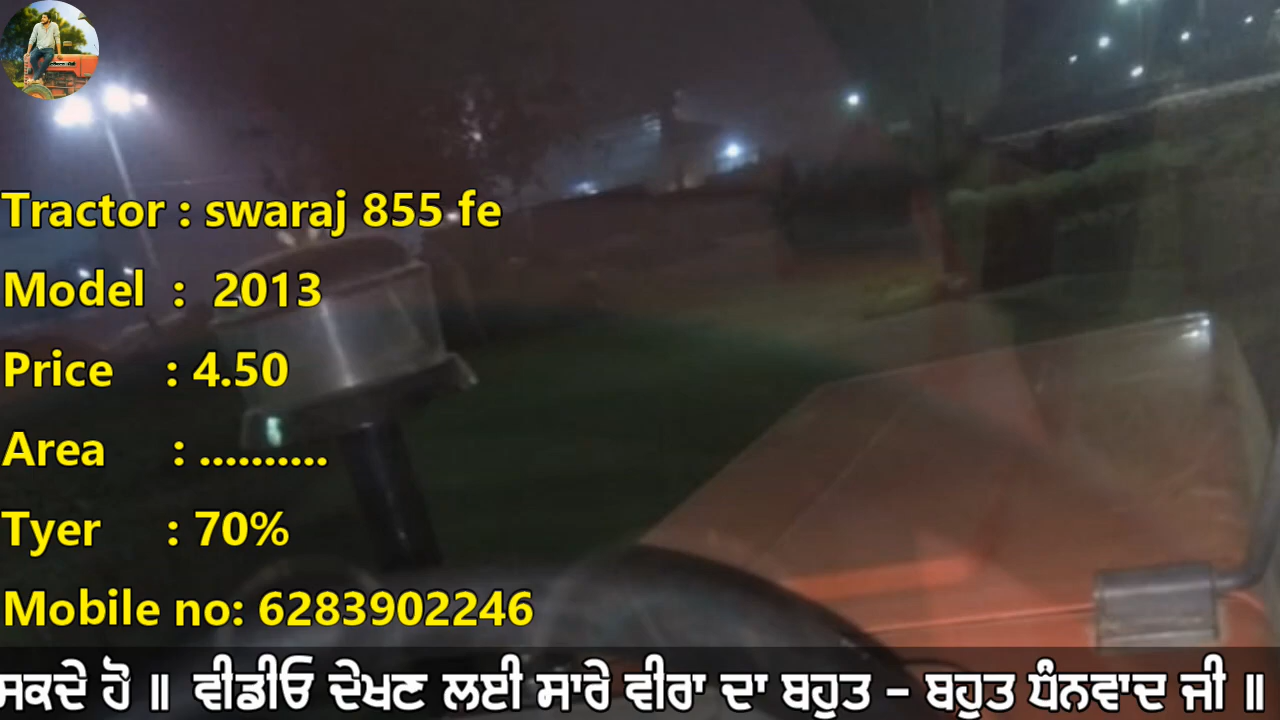 Tractor : swaraj 855 fe
Model : 2013
Price : 4.50
Area : ..........
Tyer : 70%
Mobile no: 6283902246
ਸਕਦੇ ਹੋ ॥ ਵੀਡੀਓ ਦੇਖਣ ਲਈ ਸਾਰੇ ਵੀਰਾ ਦਾ ਬਹੁਤ - ਬਹੁਤ ਧੰਨਵਾਦ ਜੀ ॥